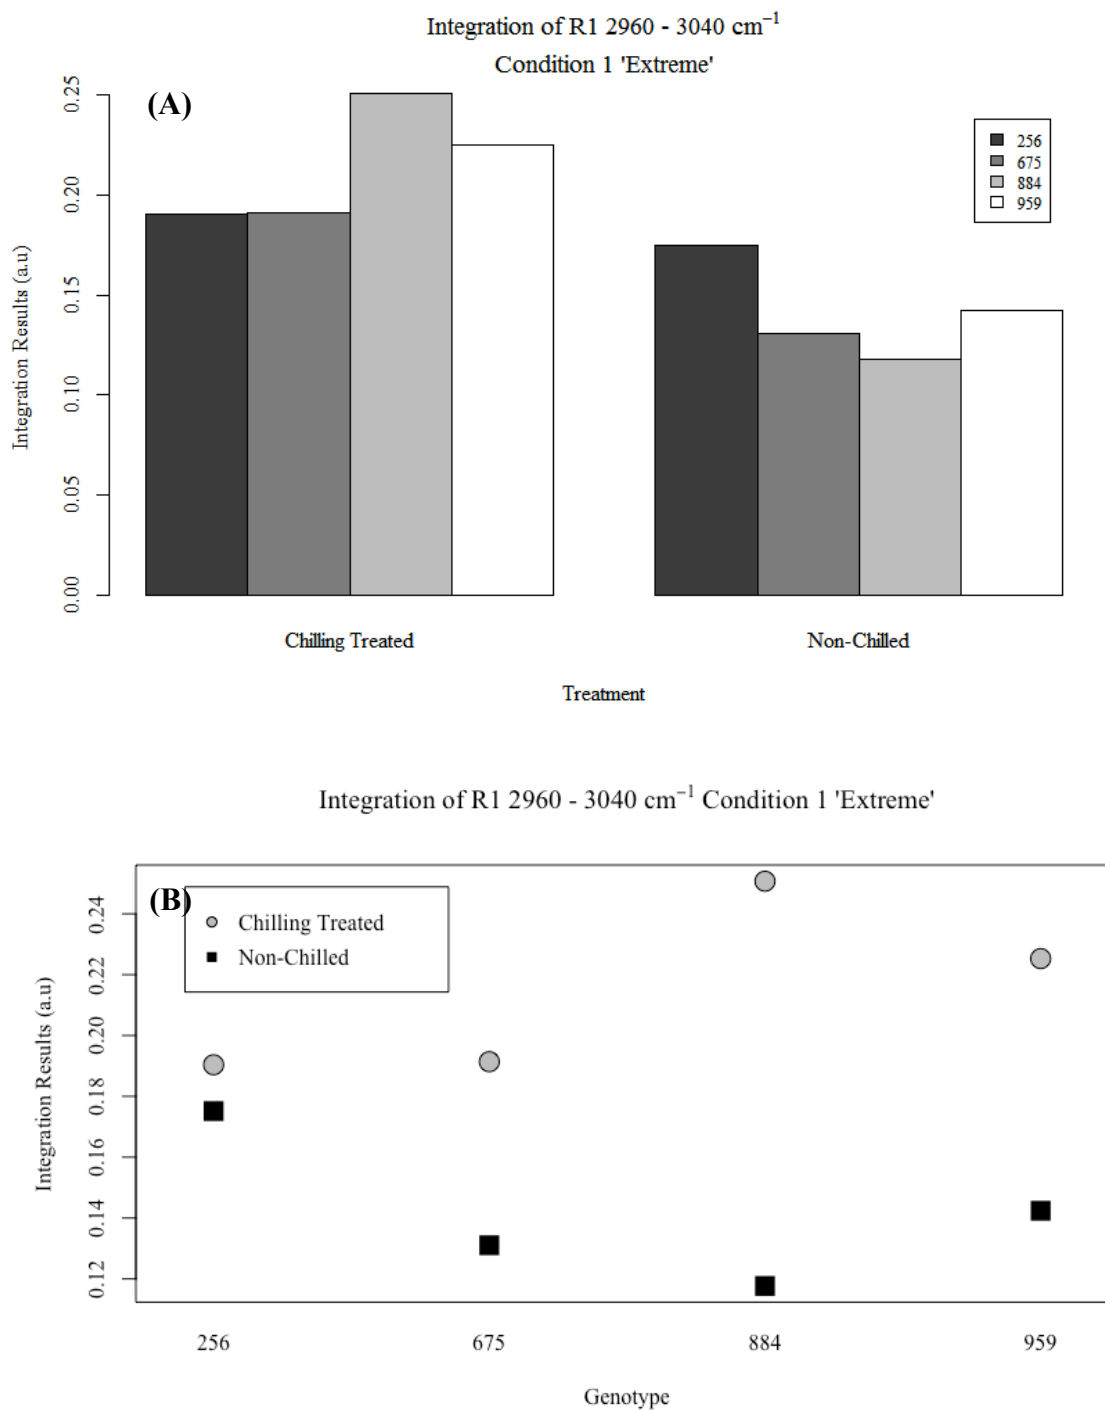 Integration of R1 2960 - 3040 cm⁻¹
Condition 1 'Extreme'
(A)
0.25
0.20
0.15
0.10
0.05
0.00
Integration Results (a.u)
256
675
884
959
Chilling Treated
Non-Chilled
Treatment
Integration of R1 2960 - 3040 cm⁻¹ Condition 1 'Extreme'
(B)
Chilling Treated
Non-Chilled
0.24
0.22
0.20
0.18
0.16
0.14
0.12
Integration Results (a.u)
256
675
884
959
Genotype